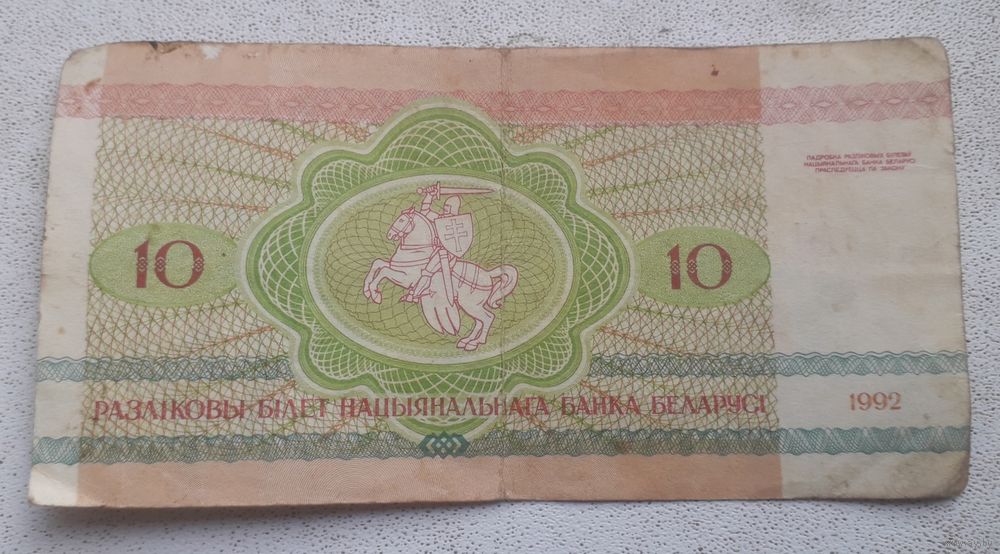 ПАДРОБКА РАЗЛІКОВЫХ БІЛЕТАЎ
НАЦЫЯНАЛЬНАГА БАНКА БЕЛАРУСІ
ПРАСЛЕДУЕЦЦА ПА ЗАКОНУ
10
10
РАЗЛІКОВЫ БІЛЕТ НАЦЫЯНАЛЬНАГА БАНКА БЕЛАРУСІ 1992